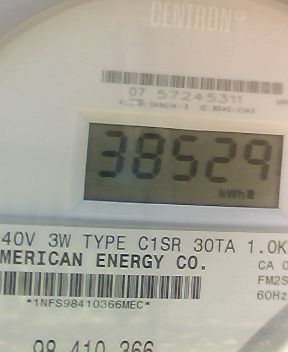 CENTRON®
07 57245311
38529
kWh
40V 3W TYPE C1SR 30TA 1.0K
MERICAN ENERGY CO.
CA 0
FM2S
60Hz
*1NFS98410366MEC*
98 410 366